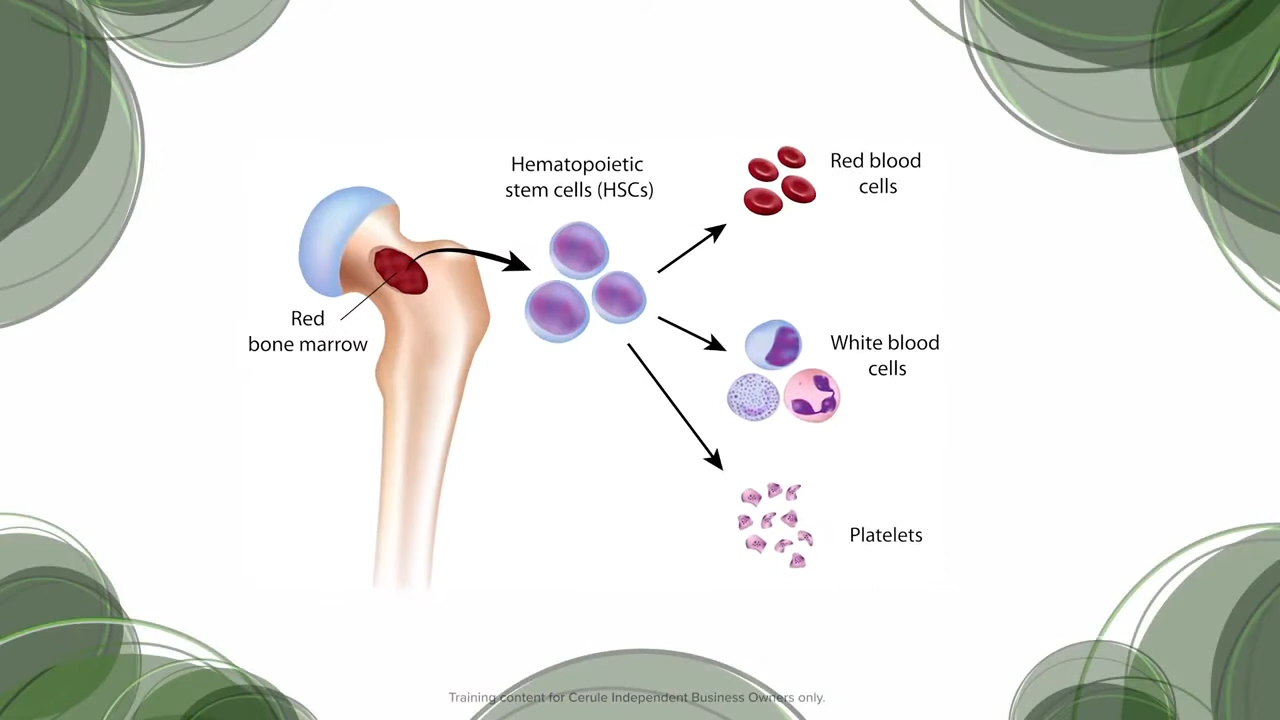 Hematopoietic
stem cells (HSCs)
Red blood
cells
Red
bone marrow
White blood
cells
Platelets
Training content for Cerule Independent Business Owners only.